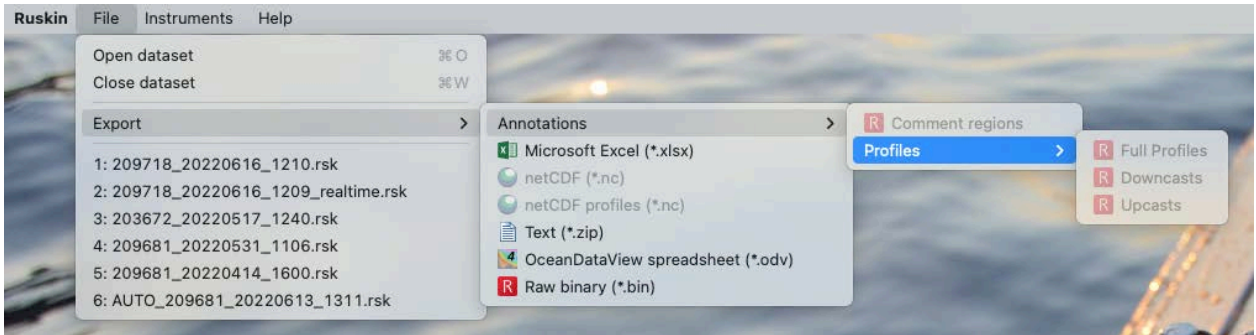 Ruskin File Instruments Help
Open dataset ⌘ O
Close dataset ⌘ W
Export >
1: 209718_20220616_1210.rsk
2: 209718_20220616_1209_realtime.rsk
3: 203672_20220517_1240.rsk
4: 209681_20220531_1106.rsk
5: 209681_20220414_1600.rsk
6: AUTO_209681_20220613_1311.rsk
Annotations >
Microsoft Excel (*.xlsx)
netCDF (*.nc)
netCDF profiles (*.nc)
Text (*.zip)
OceanDataView spreadsheet (*.odv)
R Raw binary (*.bin)
R Comment regions
Profiles >
R Full Profiles
R Downcasts
R Upcasts